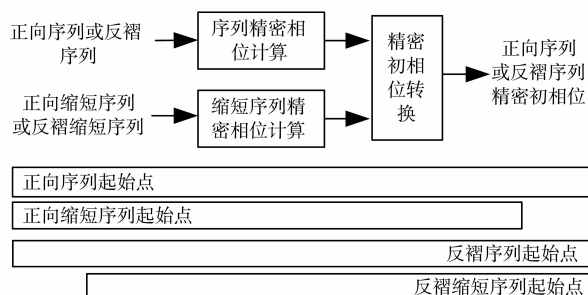 正向序列或反褶
序列
序列精密相
位计算
正向缩短序列
或反褶缩短序列
缩短序列精
密相位计算
精密
初相
位转
换
正向序列
或反褶序列
精密初相位
正向序列起始点
正向缩短序列起始点
反褶序列起始点
反褶缩短序列起始点